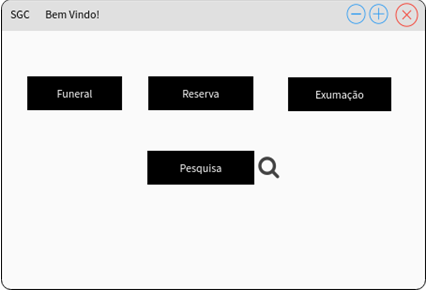 SGC Bem Vindo!
Funeral Reserva Exumação
Pesquisa